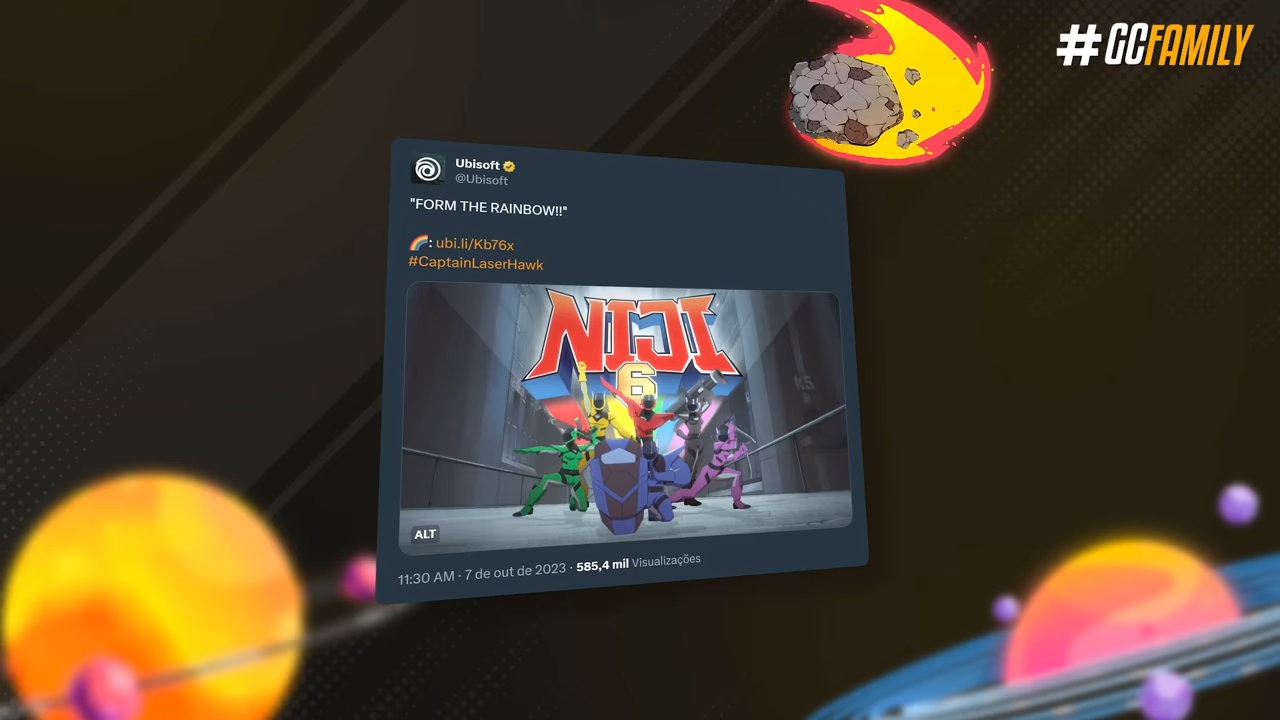 #GCFAMILY
Ubisoft
@Ubisoft
"FORM THE RAINBOW!!"
🌈: ubi.li/Kb76x
#CaptainLaserHawk
NIJI
6
K5
ALT
11:30 AM · 7 de out de 2023 · 585,4 mil Visualizações